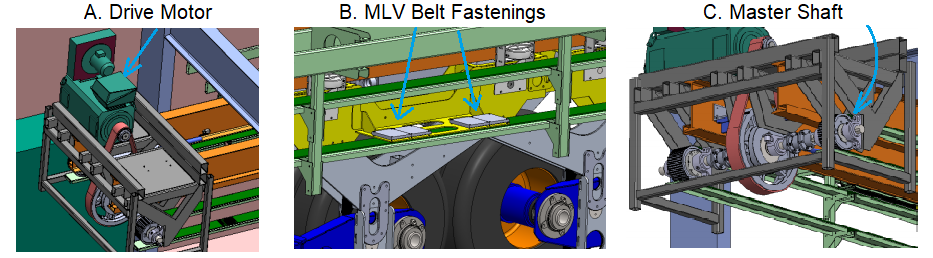 A. Drive Motor
B. MLV Belt Fastenings
C. Master Shaft